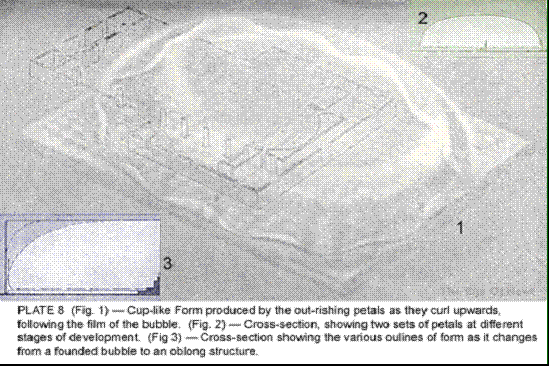 2
1
3
PLATE 8 (Fig. 1) — Cup-like Form produced by the out-rishing petals as they curl upwards,
following the film of the bubble. (Fig. 2) — Cross-section, showing two sets of petals at different
stages of development. (Fig 3) — Cross-section showing the various oulines of form as it changes
from a founded bubble to an oblong structure.